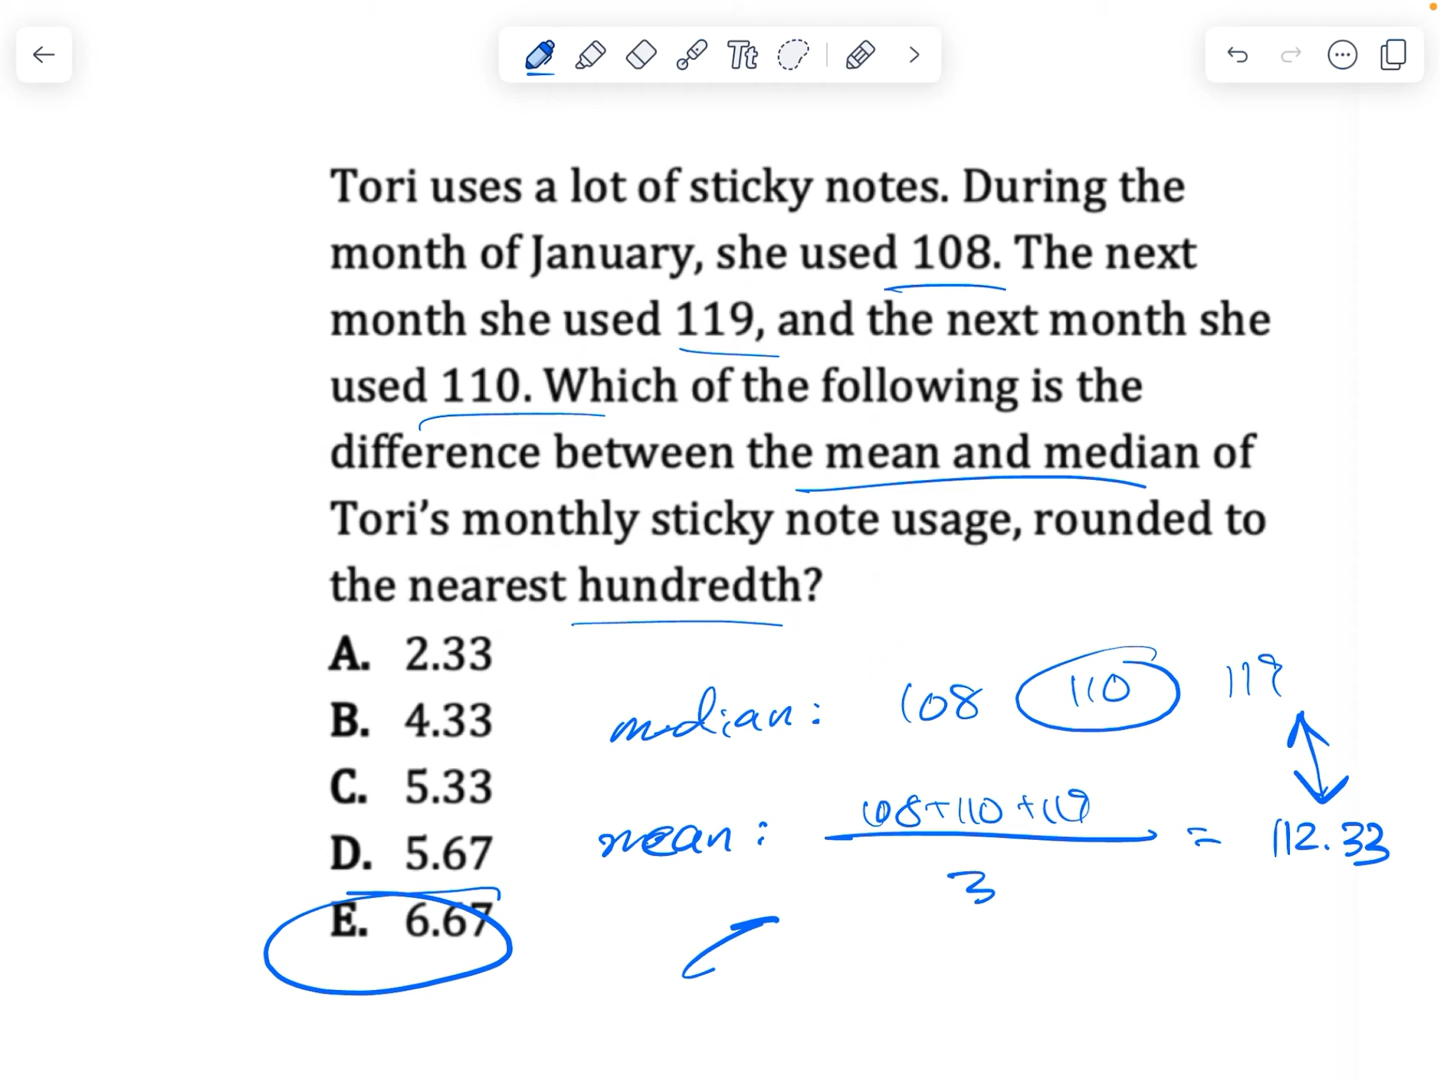 Tt
Tori uses a lot of sticky notes. During the
month of January, she used 108. The next
month she used 119, and the next month she
used 110. Which of the following is the
difference between the mean and median of
Tori's monthly sticky note usage, rounded to
the nearest hundredth?
A. 2.33
B. 4.33
C. 5.33
D. 5.67
E. 6.67
median: 108 110 119
mean: 108+110+119
3
= 112.33